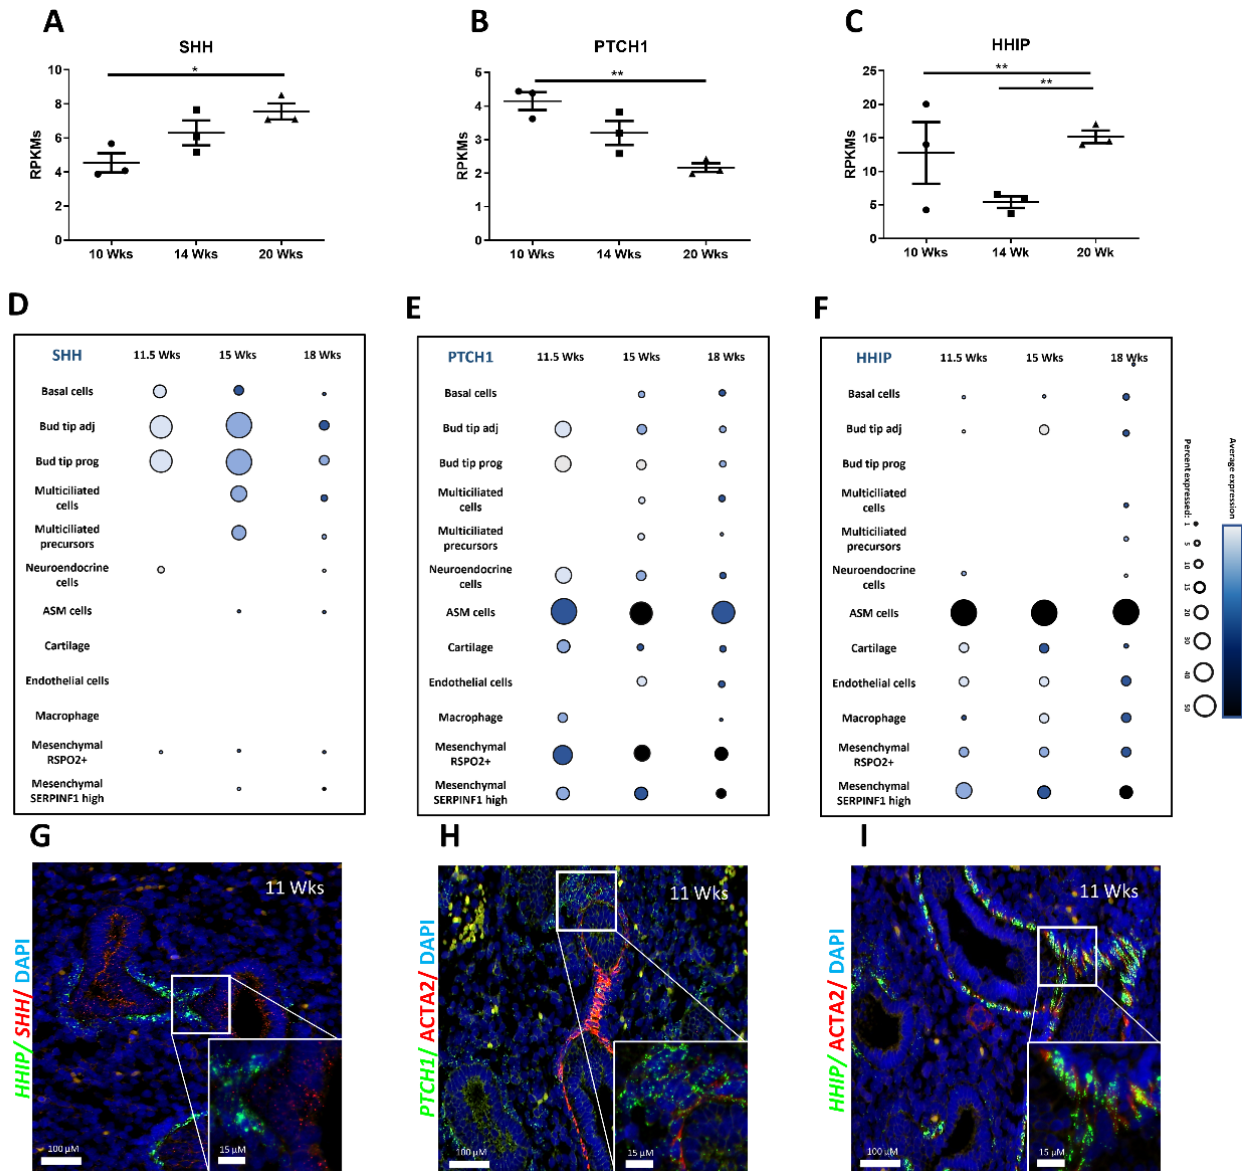 A
SHH
RPKMs
10
8
6
4
2
0
*
10 Wks
14 Wks
20 Wks
B
PTCH1
RPKMs
6
5
4
3
2
1
0
**
10 Wks
14 Wks
20 Wks
C
HHIP
RPKMs
25
20
15
10
5
0
**
**
10 Wks
14 Wk
20 Wk
D
SHH 11.5 Wks 15 Wks 18 Wks
Basal cells
Bud tip adj
Bud tip prog
Multiciliated
cells
Multiciliated
precursors
Neuroendocrine
cells
ASM cells
Cartilage
Endothelial cells
Macrophage
Mesenchymal
RSPO2+
Mesenchymal
SERPINF1 high
E
PTCH1 11.5 Wks 15 Wks 18 Wks
Basal cells
Bud tip adj
Bud tip prog
Multiciliated
cells
Multiciliated
precursors
Neuroendocrine
cells
ASM cells
Cartilage
Endothelial cells
Macrophage
Mesenchymal
RSPO2+
Mesenchymal
SERPINF1 high
F
HHIP 11.5 Wks 15 Wks 18 Wks
Basal cells
Bud tip adj
Bud tip prog
Multiciliated
cells
Multiciliated
precursors
Neuroendocrine
cells
ASM cells
Cartilage
Endothelial cells
Macrophage
Mesenchymal
RSPO2+
Mesenchymal
SERPINF1 high
Percent expressed:
1
5
10
15
20
30
40
50
Average expression
G
HHIP/ SHH/ DAPI
11 Wks
100 µM
15 µM
H
PTCH1/ ACTA2/ DAPI
11 Wks
100 µM
15 µM
I
HHIP/ ACTA2/ DAPI
11 Wks
100 µM
15 µM